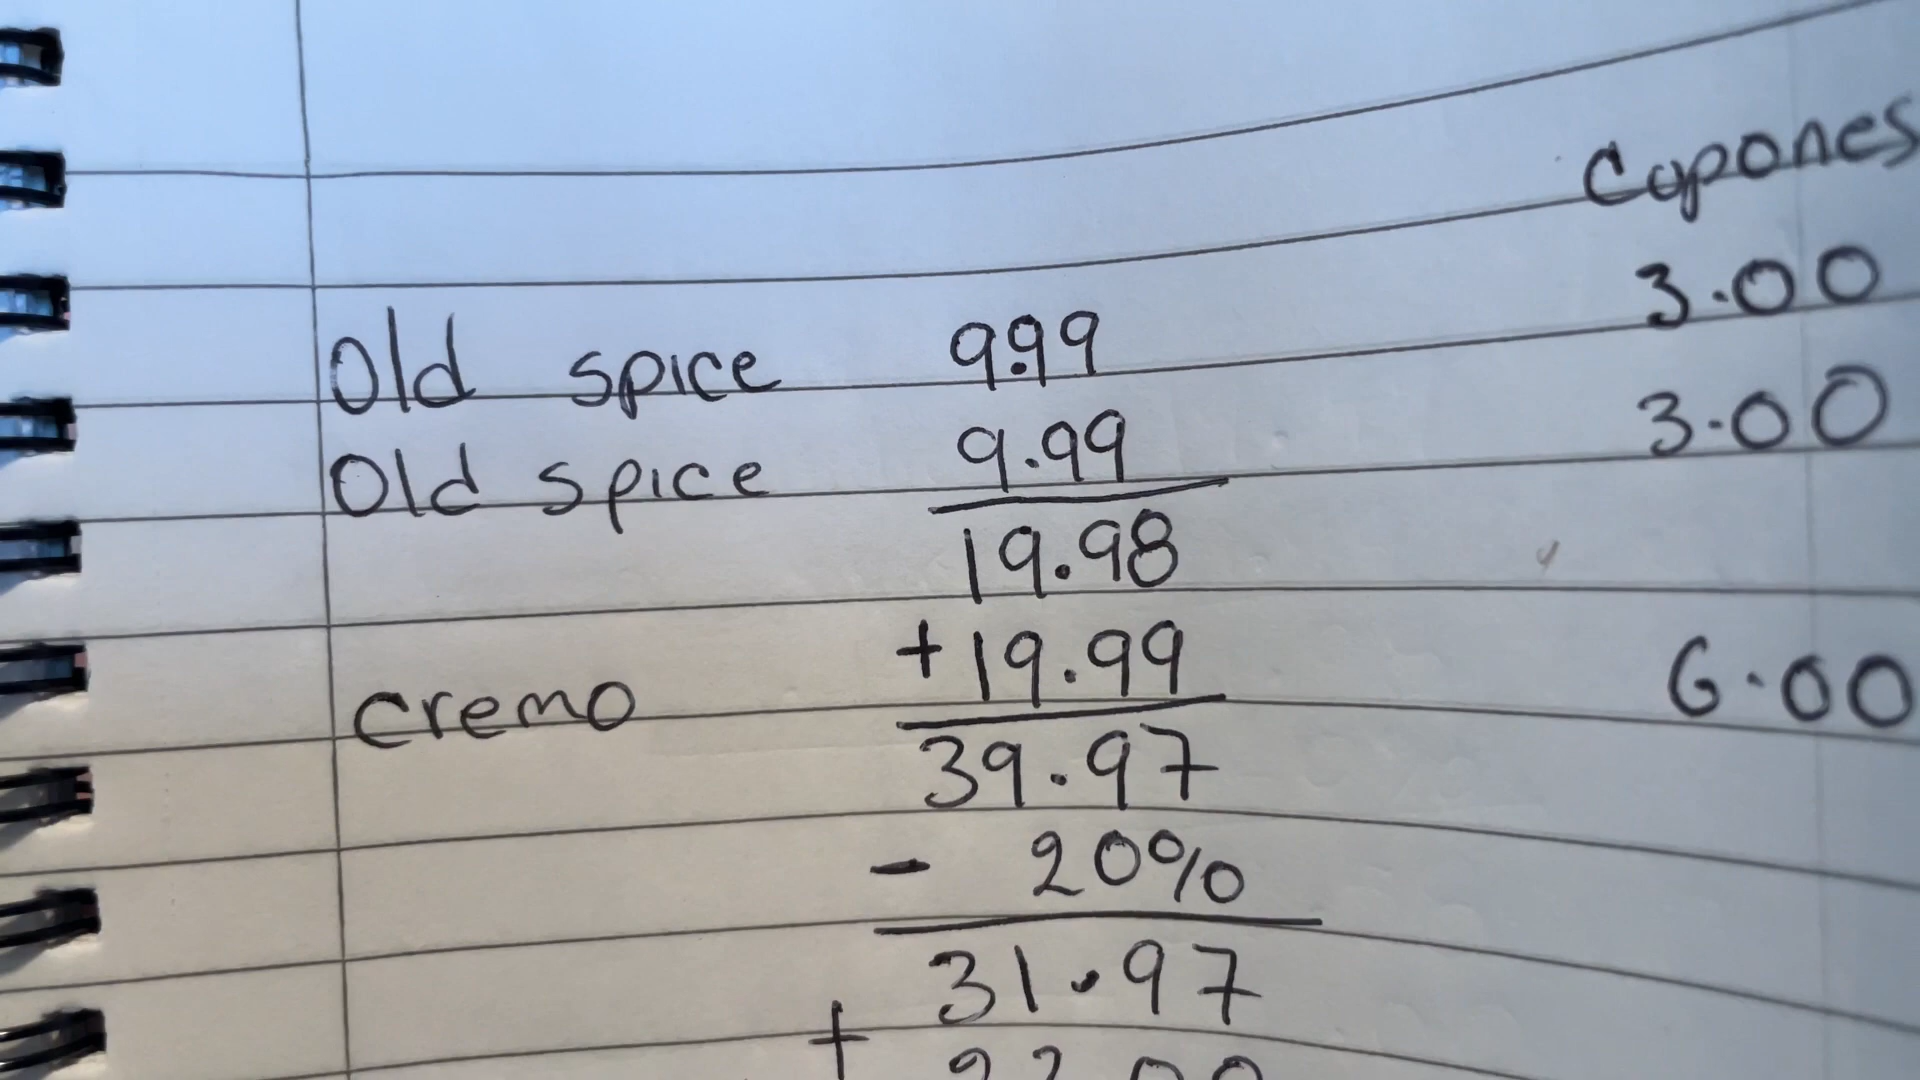 Cupones
Old spice 9.99 3.00
Old spice 9.99 3.00
19.98
cremo +19.99 6.00
39.97
- 20%
31.97
+